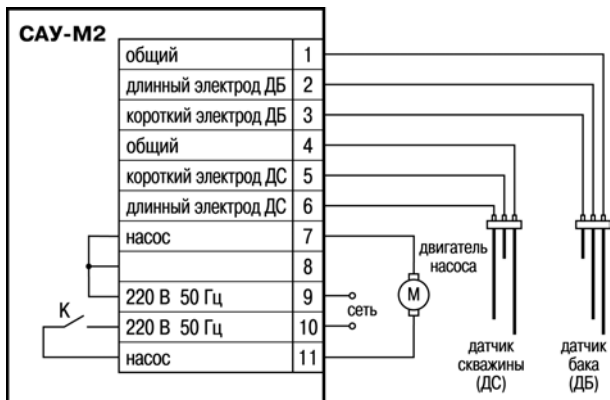 САУ-М2
общий 1
длинный электрод ДБ 2
короткий электрод ДБ 3
общий 4
короткий электрод ДС 5
длинный электрод ДС 6
насос 7
8
220 В 50 Гц 9
220 В 50 Гц 10
насос 11
K
сеть
двигатель
насоса
M
датчик
скважины
(ДС)
датчик
бака
(ДБ)